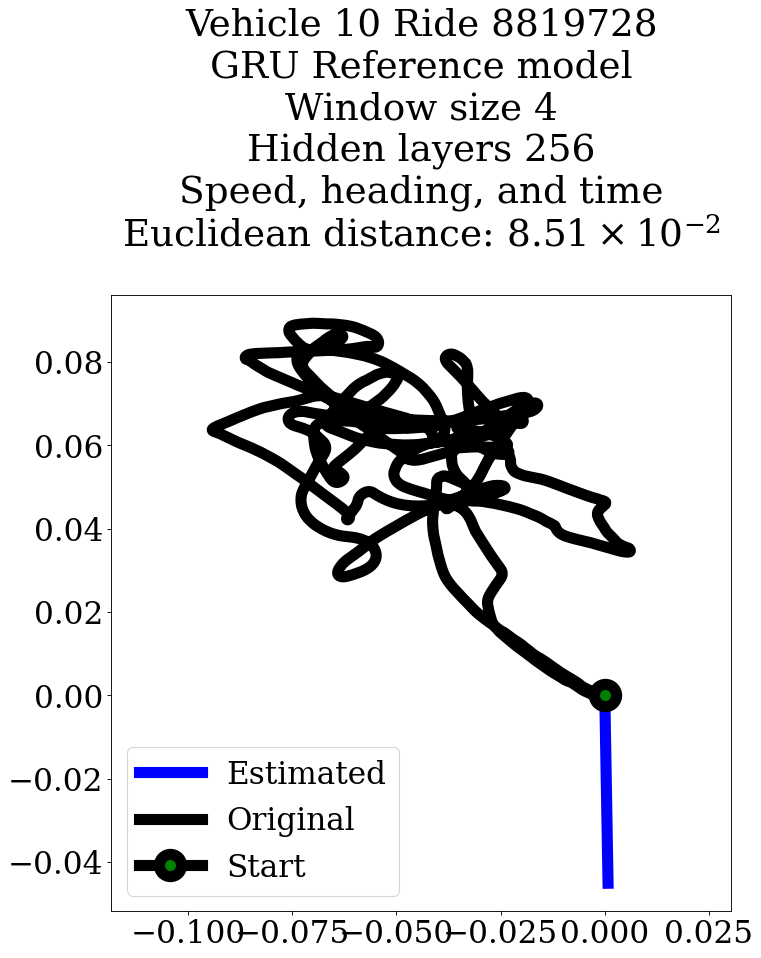 Vehicle 10 Ride 8819728
GRU Reference model
Window size 4
Hidden layers 256
Speed, heading, and time
Euclidean distance: 8.51 × 10⁻²
0.08
0.06
0.04
0.02
0.00
−0.02
−0.04
Estimated
Original
Start
−0.100 −0.075 −0.050 −0.025 0.000 0.025